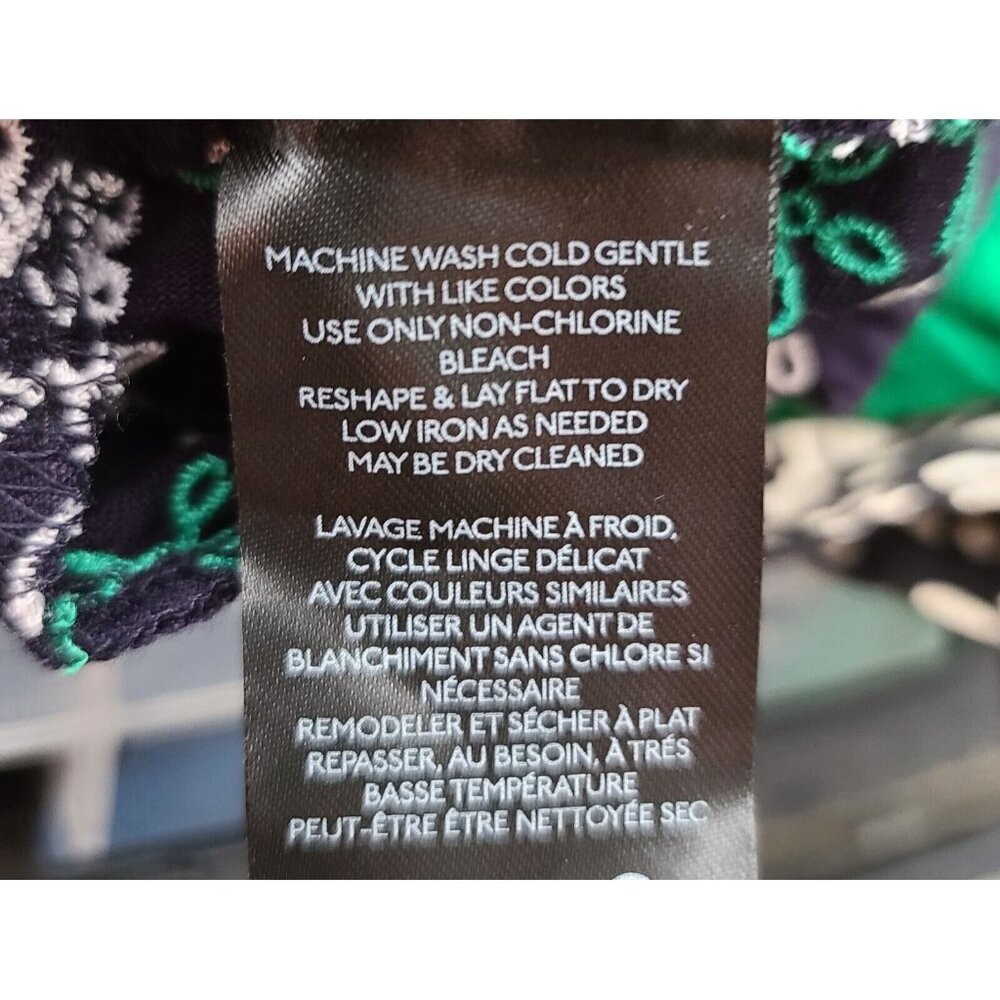 MACHINE WASH COLD GENTLE
WITH LIKE COLORS
USE ONLY NON-CHLORINE
BLEACH
RESHAPE & LAY FLAT TO DRY
LOW IRON AS NEEDED
MAY BE DRY CLEANED
LAVAGE MACHINE À FROID,
CYCLE LINGE DÉLICAT
AVEC COULEURS SIMILAIRES
UTILISER UN AGENT DE
BLANCHIMENT SANS CHLORE SI
NÉCESSAIRE
REMODELER ET SÉCHER À PLAT
REPASSER, AU BESOIN, À TRÉS
BASSE TEMPÉRATURE
PEUT-ÊTRE ÊTRE NETTOYÉE SEC